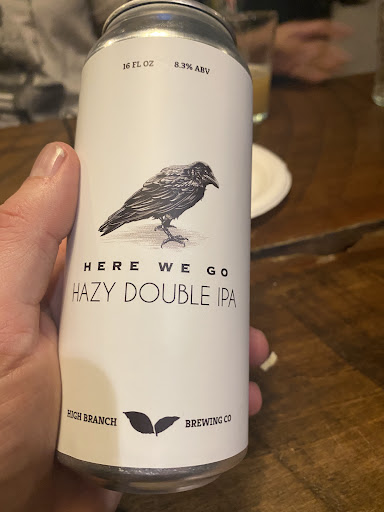 16 FL OZ 8.3% ABV
HERE WE GO
HAZY DOUBLE IPA
HIGH BRANCH BREWING CO